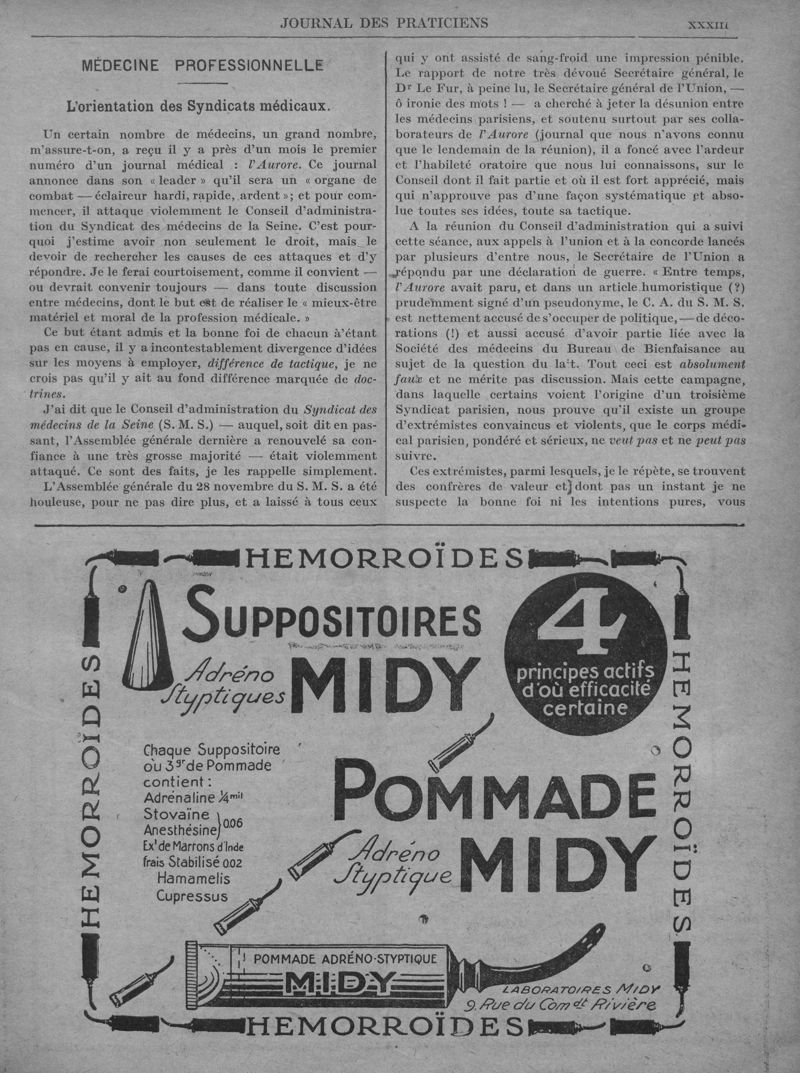 JOURNAL DES PRATICIENS
XXXIII
MÉDECINE PROFESSIONNELLE
L'orientation des Syndicats médicaux.
Un certain nombre de médecins, un grand nombre,
m'assure-t-on, a reçu il y a près d'un mois le premier
numéro d'un journal médical : l'Aurore. Ce journal
annonce dans son « leader » qu'il sera un « organe de
combat — éclaireur hardi, rapide, ardent » ; et pour com-
mencer, il attaque violemment le Conseil d'administra-
tion du Syndicat des médecins de la Seine. C'est pour-
quoi j'estime avoir non seulement le droit, mais le
devoir de rechercher les causes de ces attaques et d'y
répondre. Je le ferai courtoisement, comme il convient —
ou devrait convenir toujours — dans toute discussion
entre médecins, dont le but est de réaliser le « mieux-être
matériel et moral de la profession médicale. »
Ce but étant admis et la bonne foi de chacun n'étant
pas en cause, il y a incontestablement divergence d'idées
sur les moyens à employer, différence de tactique, je ne
crois pas qu'il y ait au fond différence marquée de doc-
trines.
J'ai dit que le Conseil d'administration du Syndicat des
médecins de la Seine (S. M. S.) — auquel, soit dit en pas-
sant, l'Assemblée générale dernière a renouvelé sa con-
fiance à une très grosse majorité — était violemment
attaqué. Ce sont des faits, je les rappelle simplement.
L'Assemblée générale du 28 novembre du S. M. S. a été
houleuse, pour ne pas dire plus, et a laissé à tous ceux
qui y ont assisté de sang-froid une impression pénible.
Le rapport de notre très dévoué Secrétaire général, le
Dr Le Fur, à peine lu, le Secrétaire général de l'Union, —
ô ironie des mots ! — a cherché à jeter la désunion entre
les médecins parisiens, et soutenu surtout par ses colla-
borateurs de l'Aurore (journal que nous n'avons connu
que le lendemain de la réunion), il a foncé avec l'ardeur
et l'habileté oratoire que nous lui connaissons, sur le
Conseil dont il fait partie et où il est fort apprécié, mais
qui n'approuve pas d'une façon systématique et abso-
lue toutes ses idées, toute sa tactique.
A la réunion du Conseil d'administration qui a suivi
cette séance, aux appels à l'union et à la concorde lancés
par plusieurs d'entre nous, le Secrétaire de l'Union a
répondu par une déclaration de guerre. « Entre temps,
l'Aurore avait paru, et dans un article humoristique (?)
prudemment signé d'un pseudonyme, le C. A. du S. M. S.
est nettement accusé de s'occuper de politique, — de déco-
rations (!) et aussi accusé d'avoir partie liée avec la
Société des médecins du Bureau de Bienfaisance au
sujet de la question du lait. Tout ceci est absolument
faux et ne mérite pas discussion. Mais cette campagne,
dans laquelle certains voient l'origine d'un troisième
Syndicat parisien, nous prouve qu'il existe un groupe
d'extrémistes convaincus et violents, que le corps médi-
cal parisien, pondéré et sérieux, ne veut pas et ne peut pas
suivre.
Ces extrémistes, parmi lesquels, je le répète, se trouvent
des confrères de valeur et dont pas un instant je ne
suspecte la bonne foi ni les intentions pures, vous
HEMORROÏDES
HEMORROÏDES
HEMORROÏDES
SUPPOSITOIRES
Adréno
Styptiques
MIDY
4
principes actifs
d'où efficacité
certaine
Chaque Suppositoire
ou 3gr de Pommade
contient :
Adrénaline 1/4 mil
Stovaïne
Anesthésine} 0.06
Ext de Marrons d'Inde
frais Stabilisé 0.02
Hamamelis
Cupressus
POMMADE
Adréno
Styptique
MIDY
POMMADE ADRÉNO-STYPTIQUE
MIDY
LABORATOIRES MIDY
9. Rue du Comdt Rivière
HEMORROÏDES